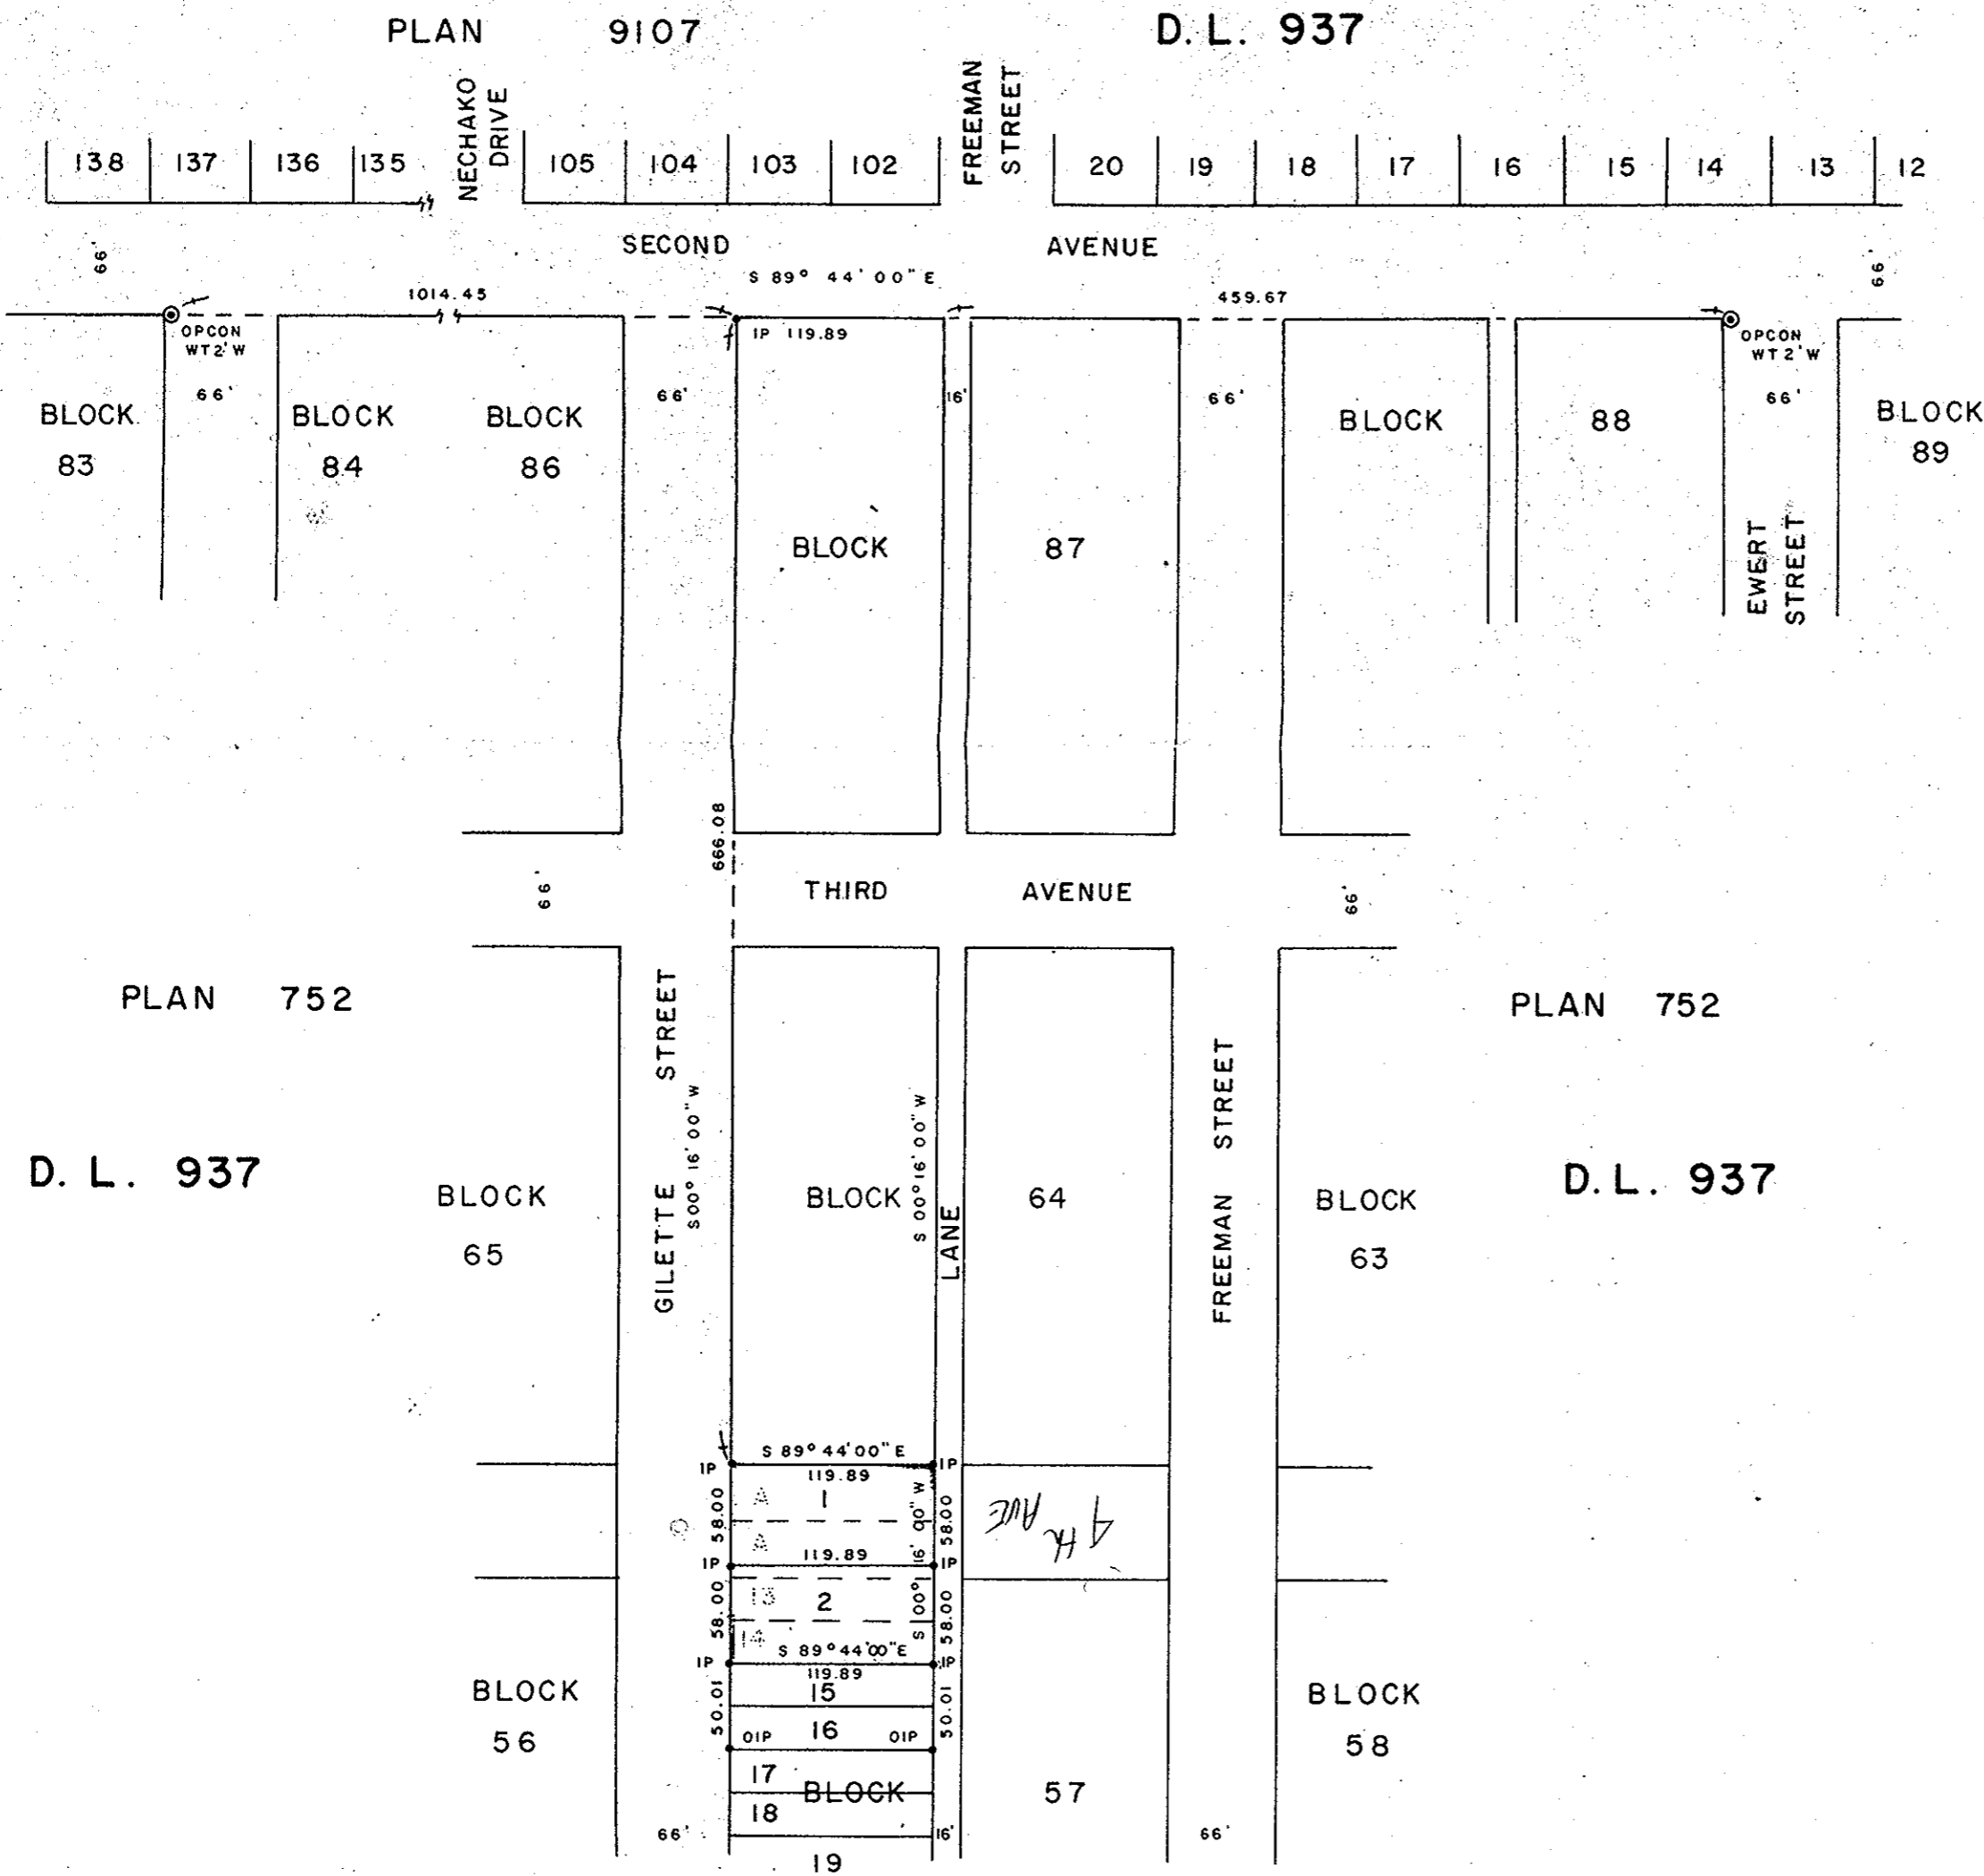 PLAN 9107 D. L. 937
NECHAKO DRIVE
FREEMAN STREET
138 137 136 135 105 104 103 102 20 19 18 17 16 15 14 13 12
SECOND AVENUE
66' 66'
S 89° 44' 00" E
1014.45 459.67
OPCON WT 2' W
IP 119.89
OPCON WT 2' W
66' 66' 16' 66' 66'
BLOCK 83
BLOCK 84
BLOCK 86
BLOCK 87
BLOCK 88
BLOCK 89
EWERT STREET
666.08
66' THIRD AVENUE 66'
PLAN 752 PLAN 752
GILETTE STREET
S 00° 16' 00" W
S 00° 16' 00" W
LANE
FREEMAN STREET
D. L. 937 D. L. 937
BLOCK 65
BLOCK 64
BLOCK 63
S 89° 44' 00" E
IP 119.89 IP
58.00 A 1 58.00
4th AVE
A
IP 119.89 IP
S 00° 16' 00" W
58.00 13 2 58.00
14 S 89° 44' 00" E
IP 119.89 IP
50.01 15 50.01
OIP 16 OIP
BLOCK 56
BLOCK 58
17 BLOCK 57
18
66' 16' 66'
19